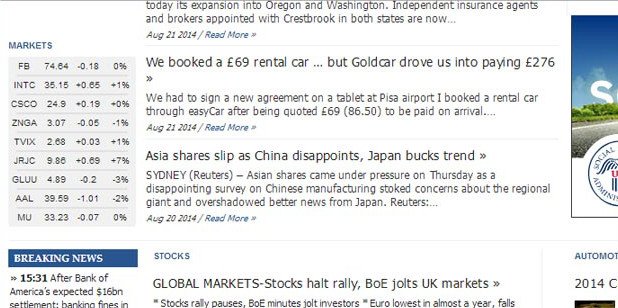 today its expansion into Oregon and Washington. Independent insurance agents
and brokers appointed with Crestbrook in both states are now...
Aug 21 2014 / Read More »
MARKETS
FB 74.64 -0.18 0%
INTC 35.15 +0.65 +1%
CSCO 24.9 +0.19 +0%
ZNGA 3.07 -0.05 -1%
TVIX 2.68 +0.03 +1%
JRJC 9.86 +0.69 +7%
GLUU 4.89 -0.2 -3%
AAL 39.59 -1.01 -2%
MU 33.23 -0.07 0%
We booked a £69 rental car ... but Goldcar drove us into paying £276
»
We had to sign a new agreement on a tablet at Pisa airport I booked a rental car
through easyCar after being quoted £69 (86.50) to be paid on arrival....
Aug 21 2014 / Read More »
Asia shares slip as China disappoints, Japan bucks trend »
SYDNEY (Reuters) – Asian shares came under pressure on Thursday as a
disappointing survey on Chinese manufacturing stoked concerns about the regional
giant and overshadowed better news from Japan. Reuters:...
Aug 20 2014 / Read More »
SOCIAL
ADMINIS
BREAKING NEWS
» 15:31 After Bank of
America's expected $16bn
settlement: banking fines in
STOCKS
GLOBAL MARKETS-Stocks halt rally, BoE jolts UK markets »
* Stocks rally pauses, BoE minutes jolt investors * Euro lowest in almost a year, falls
AUTOMOT
2014 C